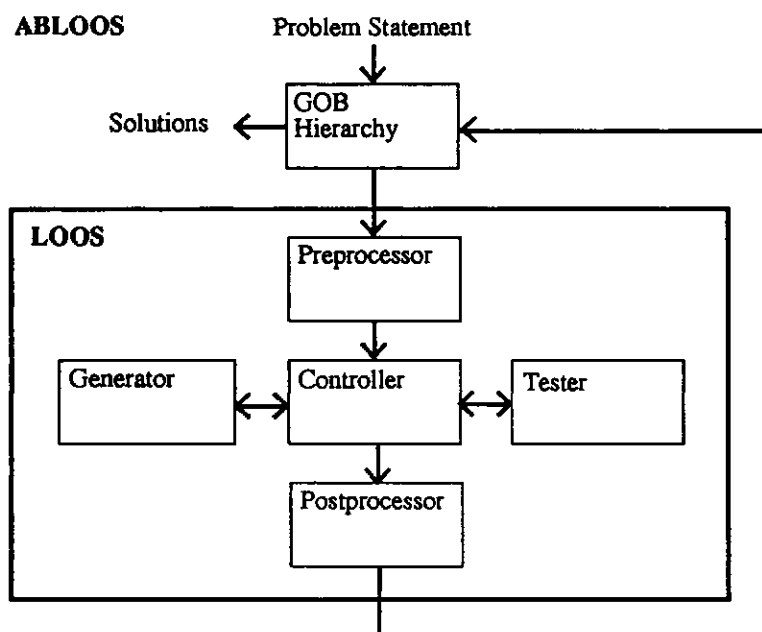 ABLOOS
Problem Statement
GOB
Hierarchy
Solutions
LOOS
Preprocessor
Generator
Controller
Tester
Postprocessor